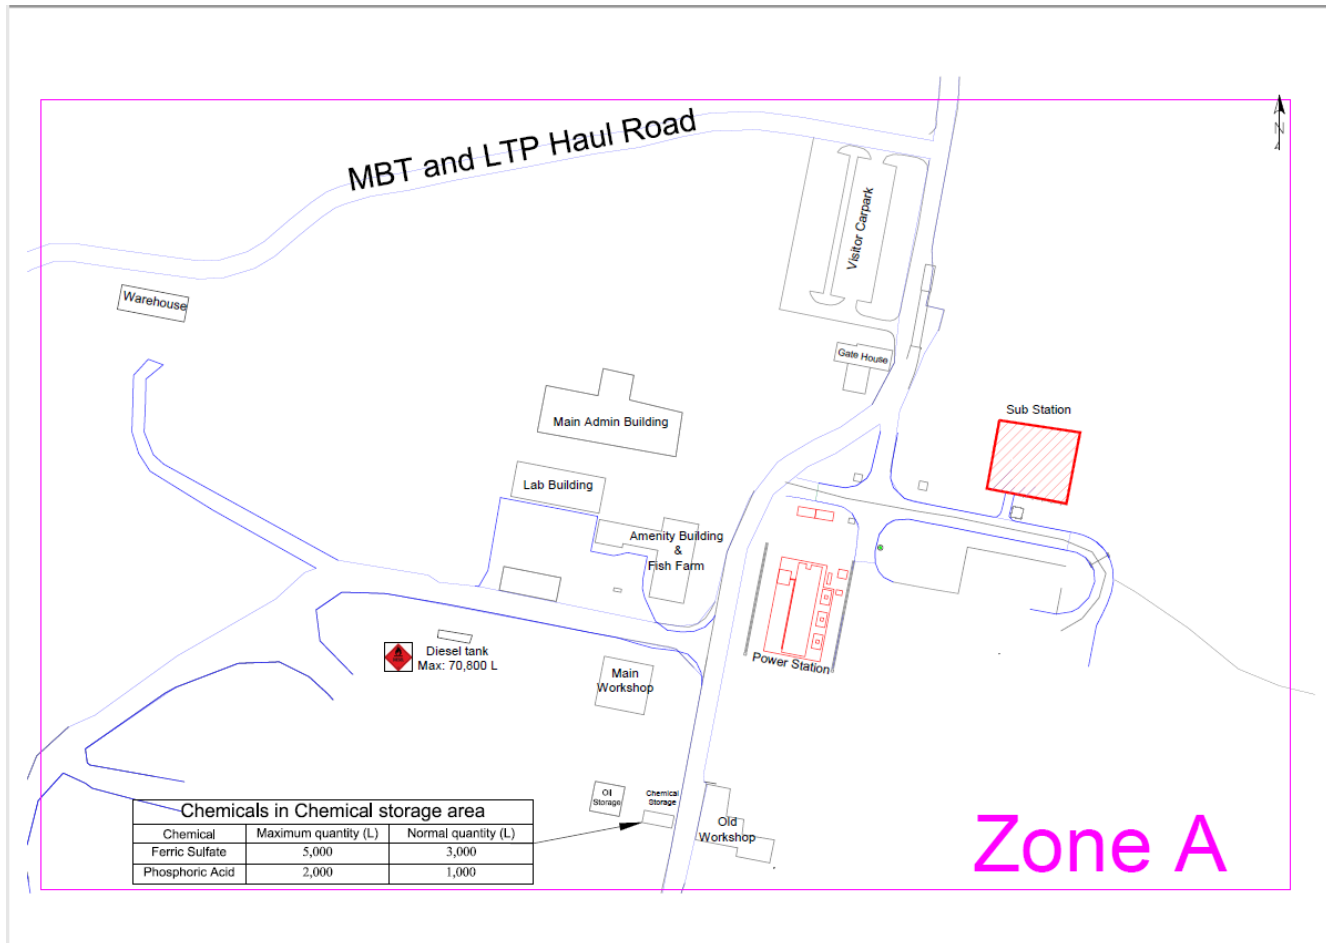 MBT and LTP Haul Road
N
Visitor Carpark
Warehouse
Gate House
Sub Station
Main Admin Building
Lab Building
Amenity Building
&
Fish Farm
Diesel tank
Max: 70,800 L
Main
Workshop
Power Station
Oil
Storage
Chemical
Storage
Old
Workshop
Chemicals in Chemical storage area
Chemical Maximum quantity (L) Normal quantity (L)
Ferric Sulfate 5,000 3,000
Phosphoric Acid 2,000 1,000
Zone A